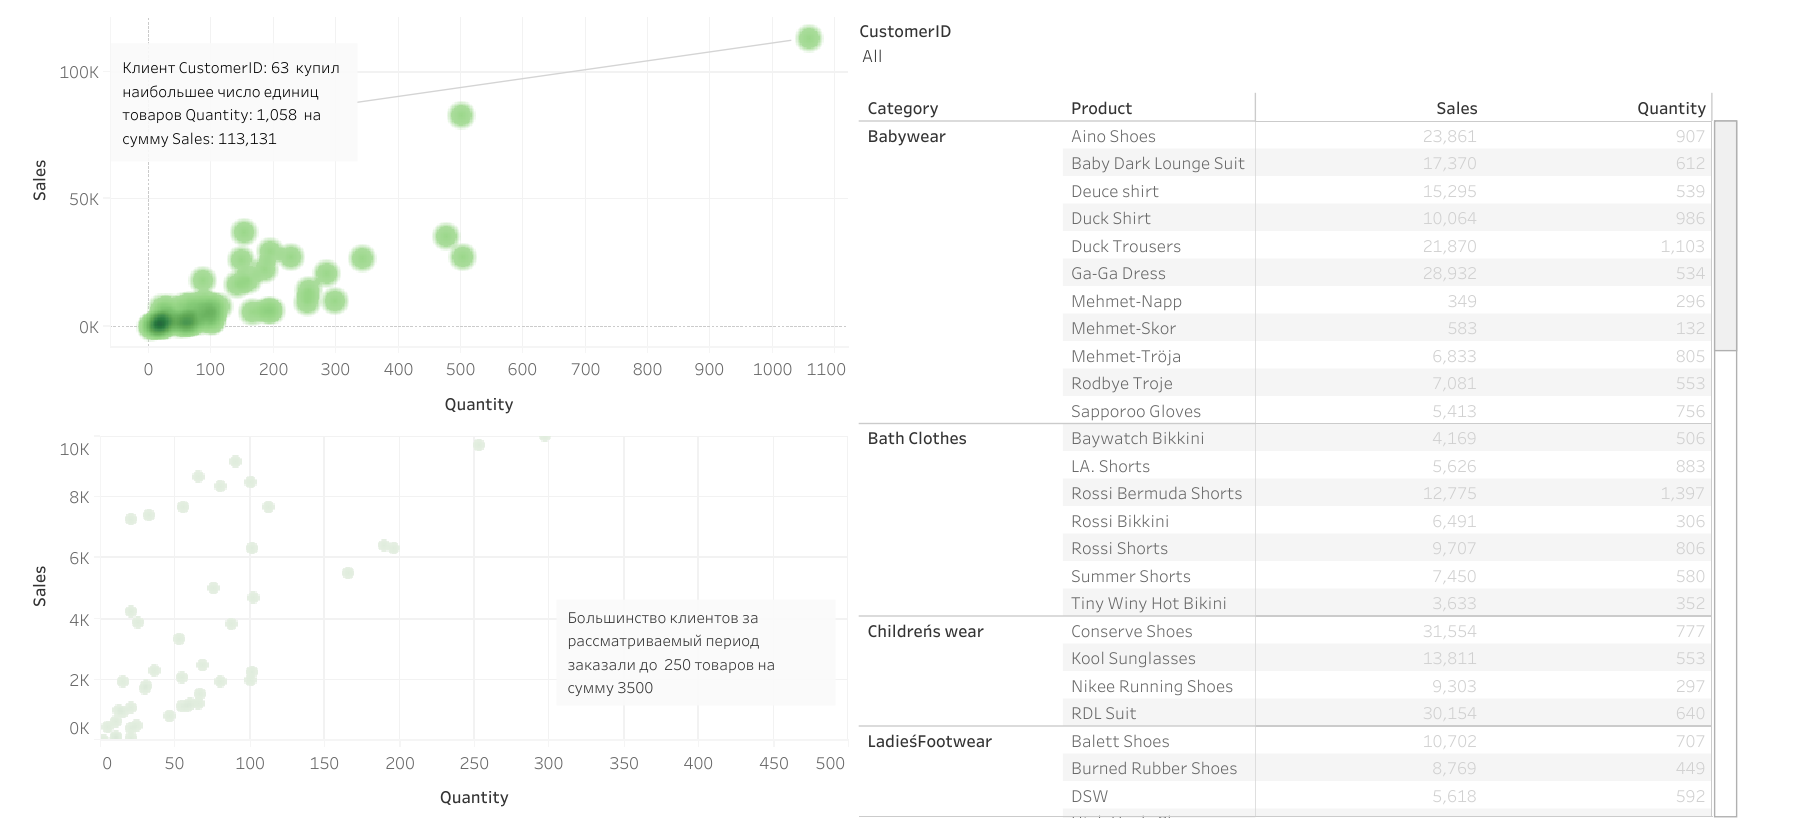 Клиент CustomerID: 63 купил
наибольшее число единиц
товаров Quantity: 1,058 на
сумму Sales: 113,131
100K
50K
0K
Sales
0 100 200 300 400 500 600 700 800 900 1000 1100
Quantity
10K
8K
6K
4K
2K
0K
Sales
Большинство клиентов за
рассматриваемый период
заказали до 250 товаров на
сумму 3500
0 50 100 150 200 250 300 350 400 450 500
Quantity
CustomerID
All
Category Product Sales Quantity
Babywear Aino Shoes 23,861 907
Baby Dark Lounge Suit 17,370 612
Deuce shirt 15,295 539
Duck Shirt 10,064 986
Duck Trousers 21,870 1,103
Ga-Ga Dress 28,932 534
Mehmet-Napp 349 296
Mehmet-Skor 583 132
Mehmet-Tröja 6,833 805
Rodbye Troje 7,081 553
Sapporoo Gloves 5,413 756
Bath Clothes Baywatch Bikkini 4,169 506
LA. Shorts 5,626 883
Rossi Bermuda Shorts 12,775 1,397
Rossi Bikkini 6,491 306
Rossi Shorts 9,707 806
Summer Shorts 7,450 580
Tiny Winy Hot Bikini 3,633 352
Childreńs wear Conserve Shoes 31,554 777
Kool Sunglasses 13,811 553
Nikee Running Shoes 9,303 297
RDL Suit 30,154 640
LadieśFootwear Balett Shoes 10,702 707
Burned Rubber Shoes 8,769 449
DSW 5,618 592